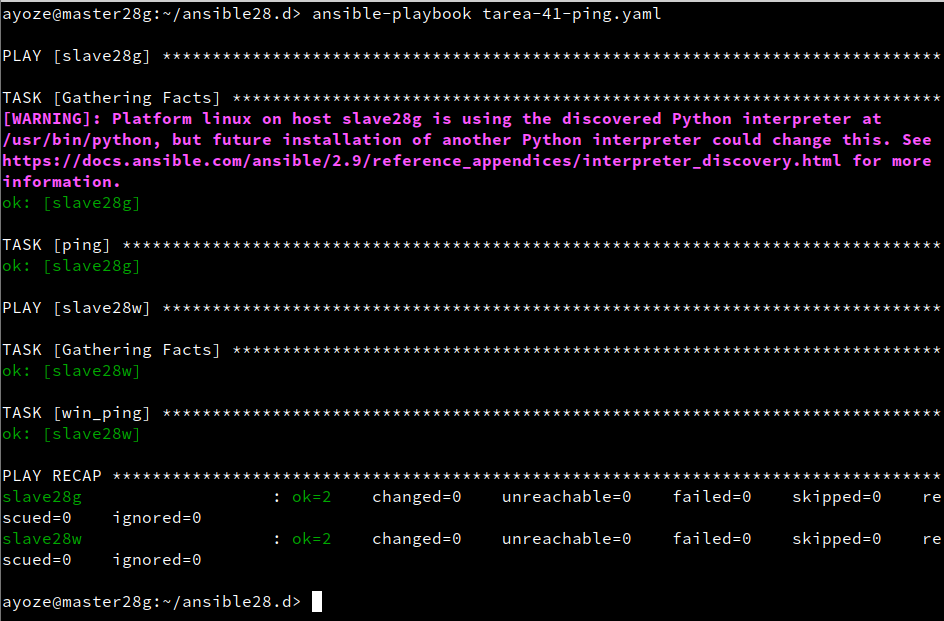 ayoze@master28g:~/ansible28.d> ansible-playbook tarea-41-ping.yaml
PLAY [slave28g] ******************************************************************************
TASK [Gathering Facts] ***********************************************************************
[WARNING]: Platform linux on host slave28g is using the discovered Python interpreter at
/usr/bin/python, but future installation of another Python interpreter could change this. See
https://docs.ansible.com/ansible/2.9/reference_appendices/interpreter_discovery.html for more
information.
ok: [slave28g]
TASK [ping] **********************************************************************************
ok: [slave28g]
PLAY [slave28w] ******************************************************************************
TASK [Gathering Facts] ***********************************************************************
ok: [slave28w]
TASK [win_ping] ******************************************************************************
ok: [slave28w]
PLAY RECAP ***********************************************************************************
slave28g                   : ok=2    changed=0    unreachable=0    failed=0    skipped=0    re
scued=0    ignored=0
slave28w                   : ok=2    changed=0    unreachable=0    failed=0    skipped=0    re
scued=0    ignored=0
ayoze@master28g:~/ansible28.d>